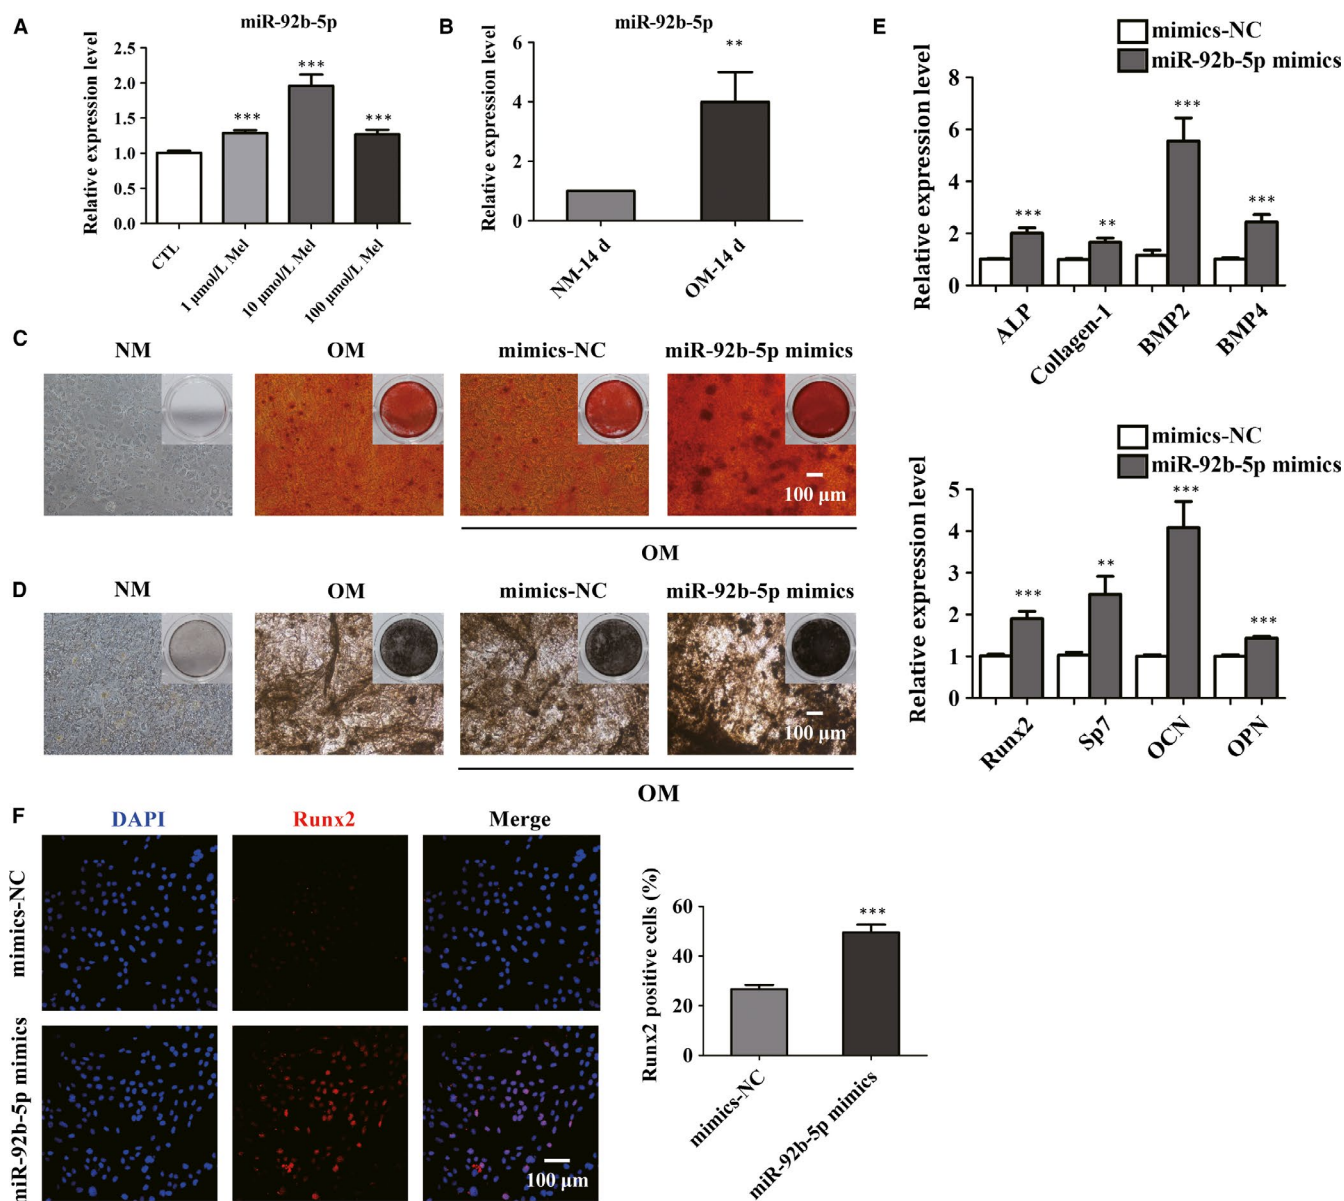 A
miR-92b-5p
Relative expression level
2.5
2.0
1.5
1.0
0.5
0.0
***
***
***
CTL
1 μmol/L Mel
10 μmol/L Mel
100 μmol/L Mel
B
miR-92b-5p
Relative expression level
6
4
2
0
**
NM-14 d
OM-14 d
E
mimics-NC
miR-92b-5p mimics
Relative expression level
8
6
4
2
0
***
**
***
***
ALP
Collagen-1
BMP2
BMP4
mimics-NC
miR-92b-5p mimics
Relative expression level
5
4
3
2
1
0
***
**
***
***
Runx2
Sp7
OCN
OPN
C
NM
OM
mimics-NC
miR-92b-5p mimics
100 μm
OM
D
NM
OM
mimics-NC
miR-92b-5p mimics
100 μm
OM
F
DAPI
Runx2
Merge
mimics-NC
miR-92b-5p mimics
100 μm
Runx2 positive cells (%)
60
40
20
0
***
mimics-NC
miR-92b-5p mimics